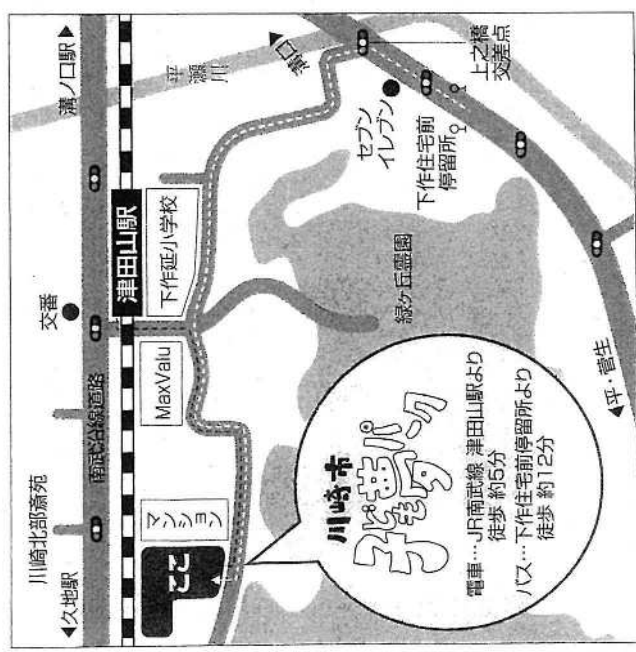 溝ノ口駅▶
溝口▶
平瀬川
上之橋
交差点
セブン
イレブン
下作住宅前
停留所
津田山駅
下作延小学校
交番
緑ヶ丘霊園
MaxValu
南武沿線道路
◀平・菅生
川崎北部斎苑
◀久地駅
マンション
ここ
川崎市
子ども夢パーク
電車…JR南武線 津田山駅より
徒歩 約5分
バス…下作住宅前停留所より
徒歩 約12分